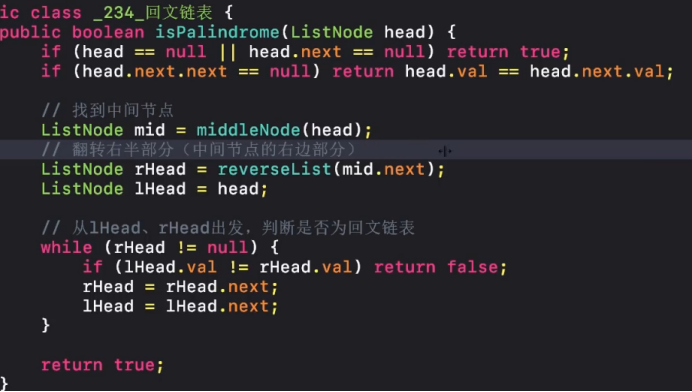 ic class _234_回文链表 {
public boolean isPalindrome(ListNode head) {
if (head == null || head.next == null) return true;
if (head.next.next == null) return head.val == head.next.val;
// 找到中间节点
ListNode mid = middleNode(head);
// 翻转右半部分（中间节点的右边部分）
ListNode rHead = reverseList(mid.next);
ListNode lHead = head;
// 从lHead、rHead出发，判断是否为回文链表
while (rHead != null) {
if (lHead.val != rHead.val) return false;
rHead = rHead.next;
lHead = lHead.next;
}
return true;
}